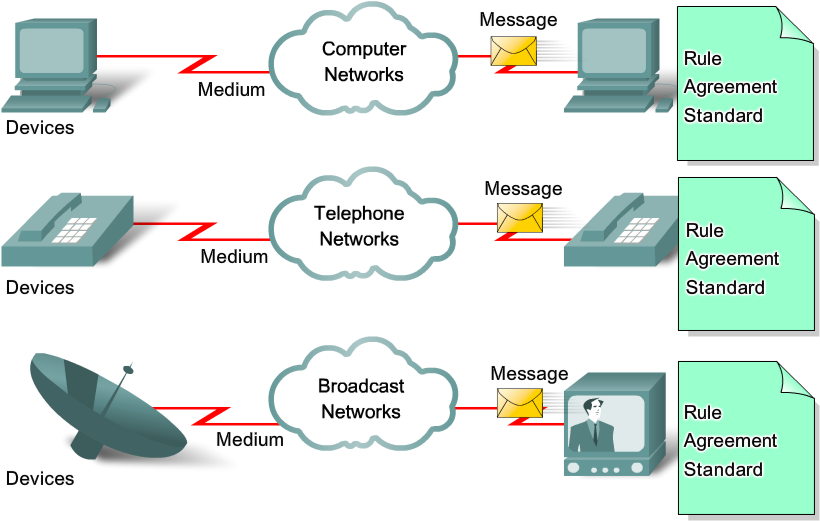 Message
Computer
Networks
Medium
Devices
Rule
Agreement
Standard
Message
Telephone
Networks
Medium
Devices
Rule
Agreement
Standard
Message
Broadcast
Networks
Medium
Devices
Rule
Agreement
Standard